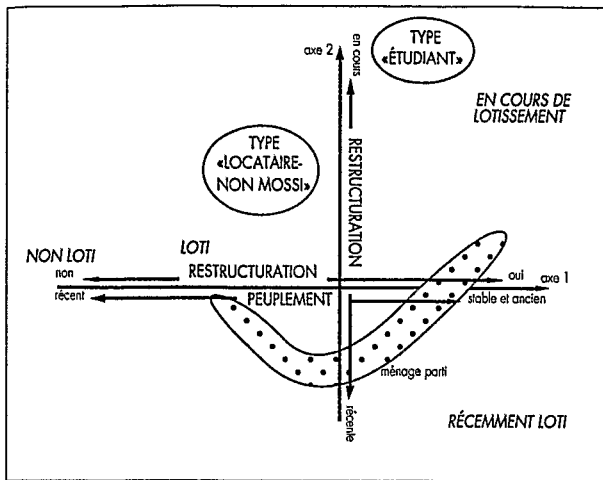 TYPE
«ÉTUDIANT»
axe 2
en cours
EN COURS DE
LOTISSEMENT
TYPE
«LOCATAIRE-
NON MOSSI»
RESTRUCTURATION
NON LOTI
LOTI
non
RESTRUCTURATION
oui
axe 1
récent
PEUPLEMENT
stable et ancien
ménage parti
récente
RÉCEMMENT LOTI